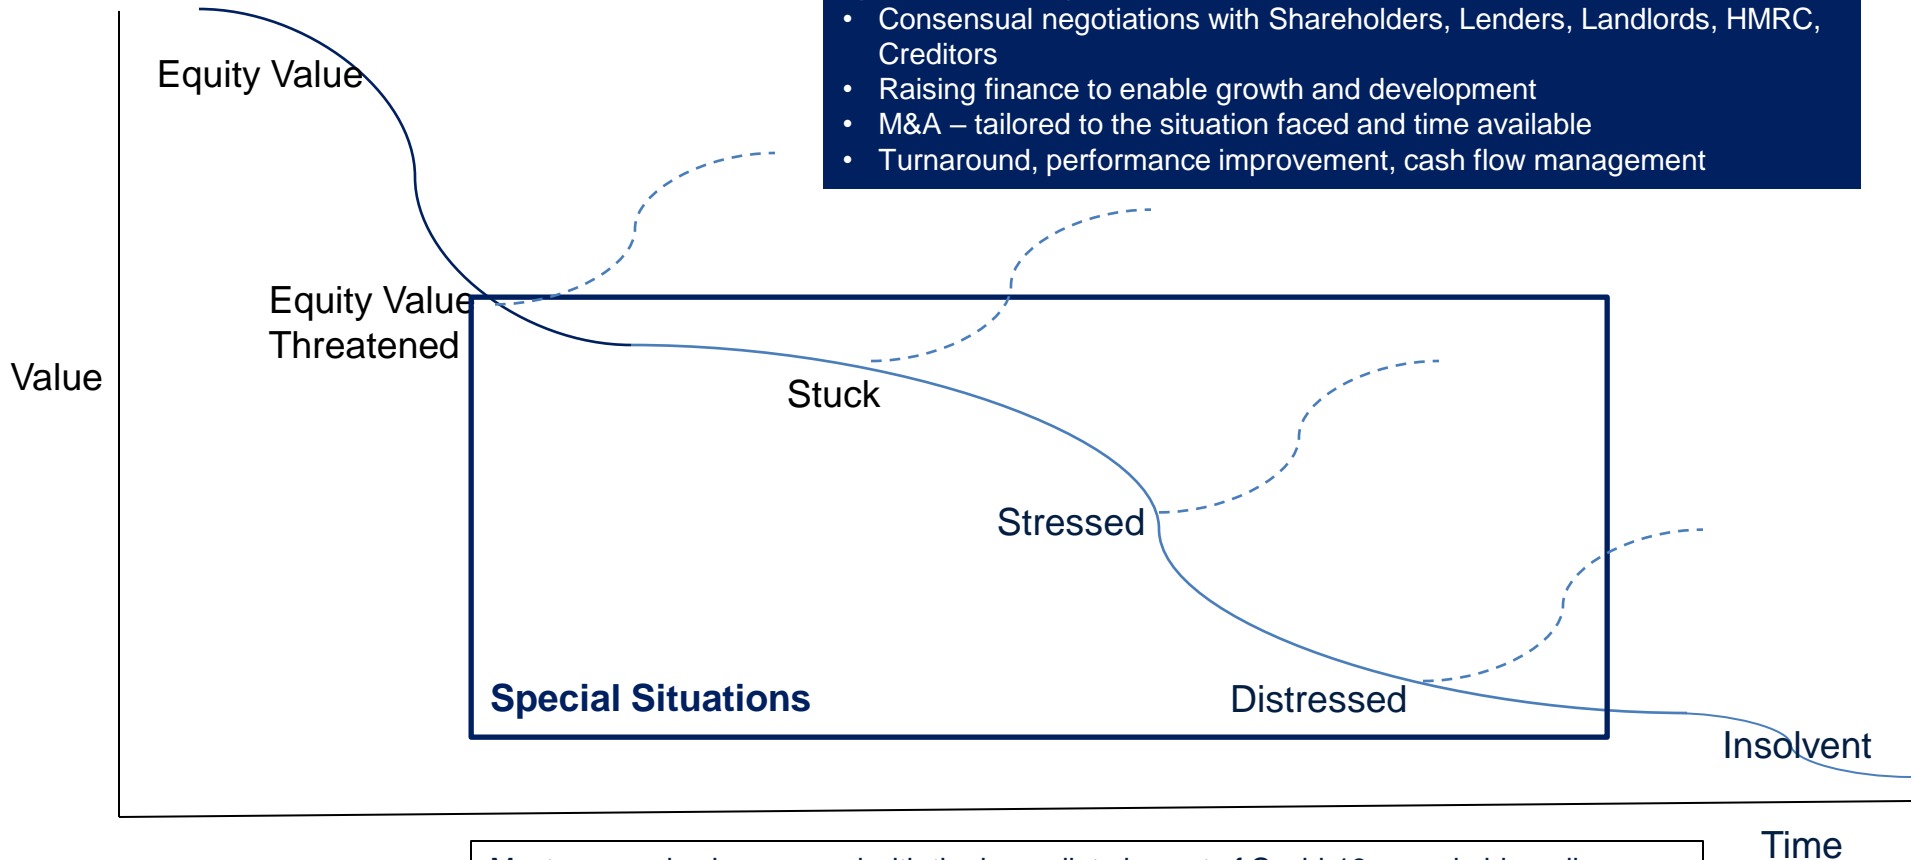 • Consensual negotiations with Shareholders, Lenders, Landlords, HMRC,
Creditors
• Raising finance to enable growth and development
• M&A – tailored to the situation faced and time available
• Turnaround, performance improvement, cash flow management
Equity Value
Equity Value
Threatened
Value
Stuck
Stressed
Special Situations
Distressed
Insolvent
Time